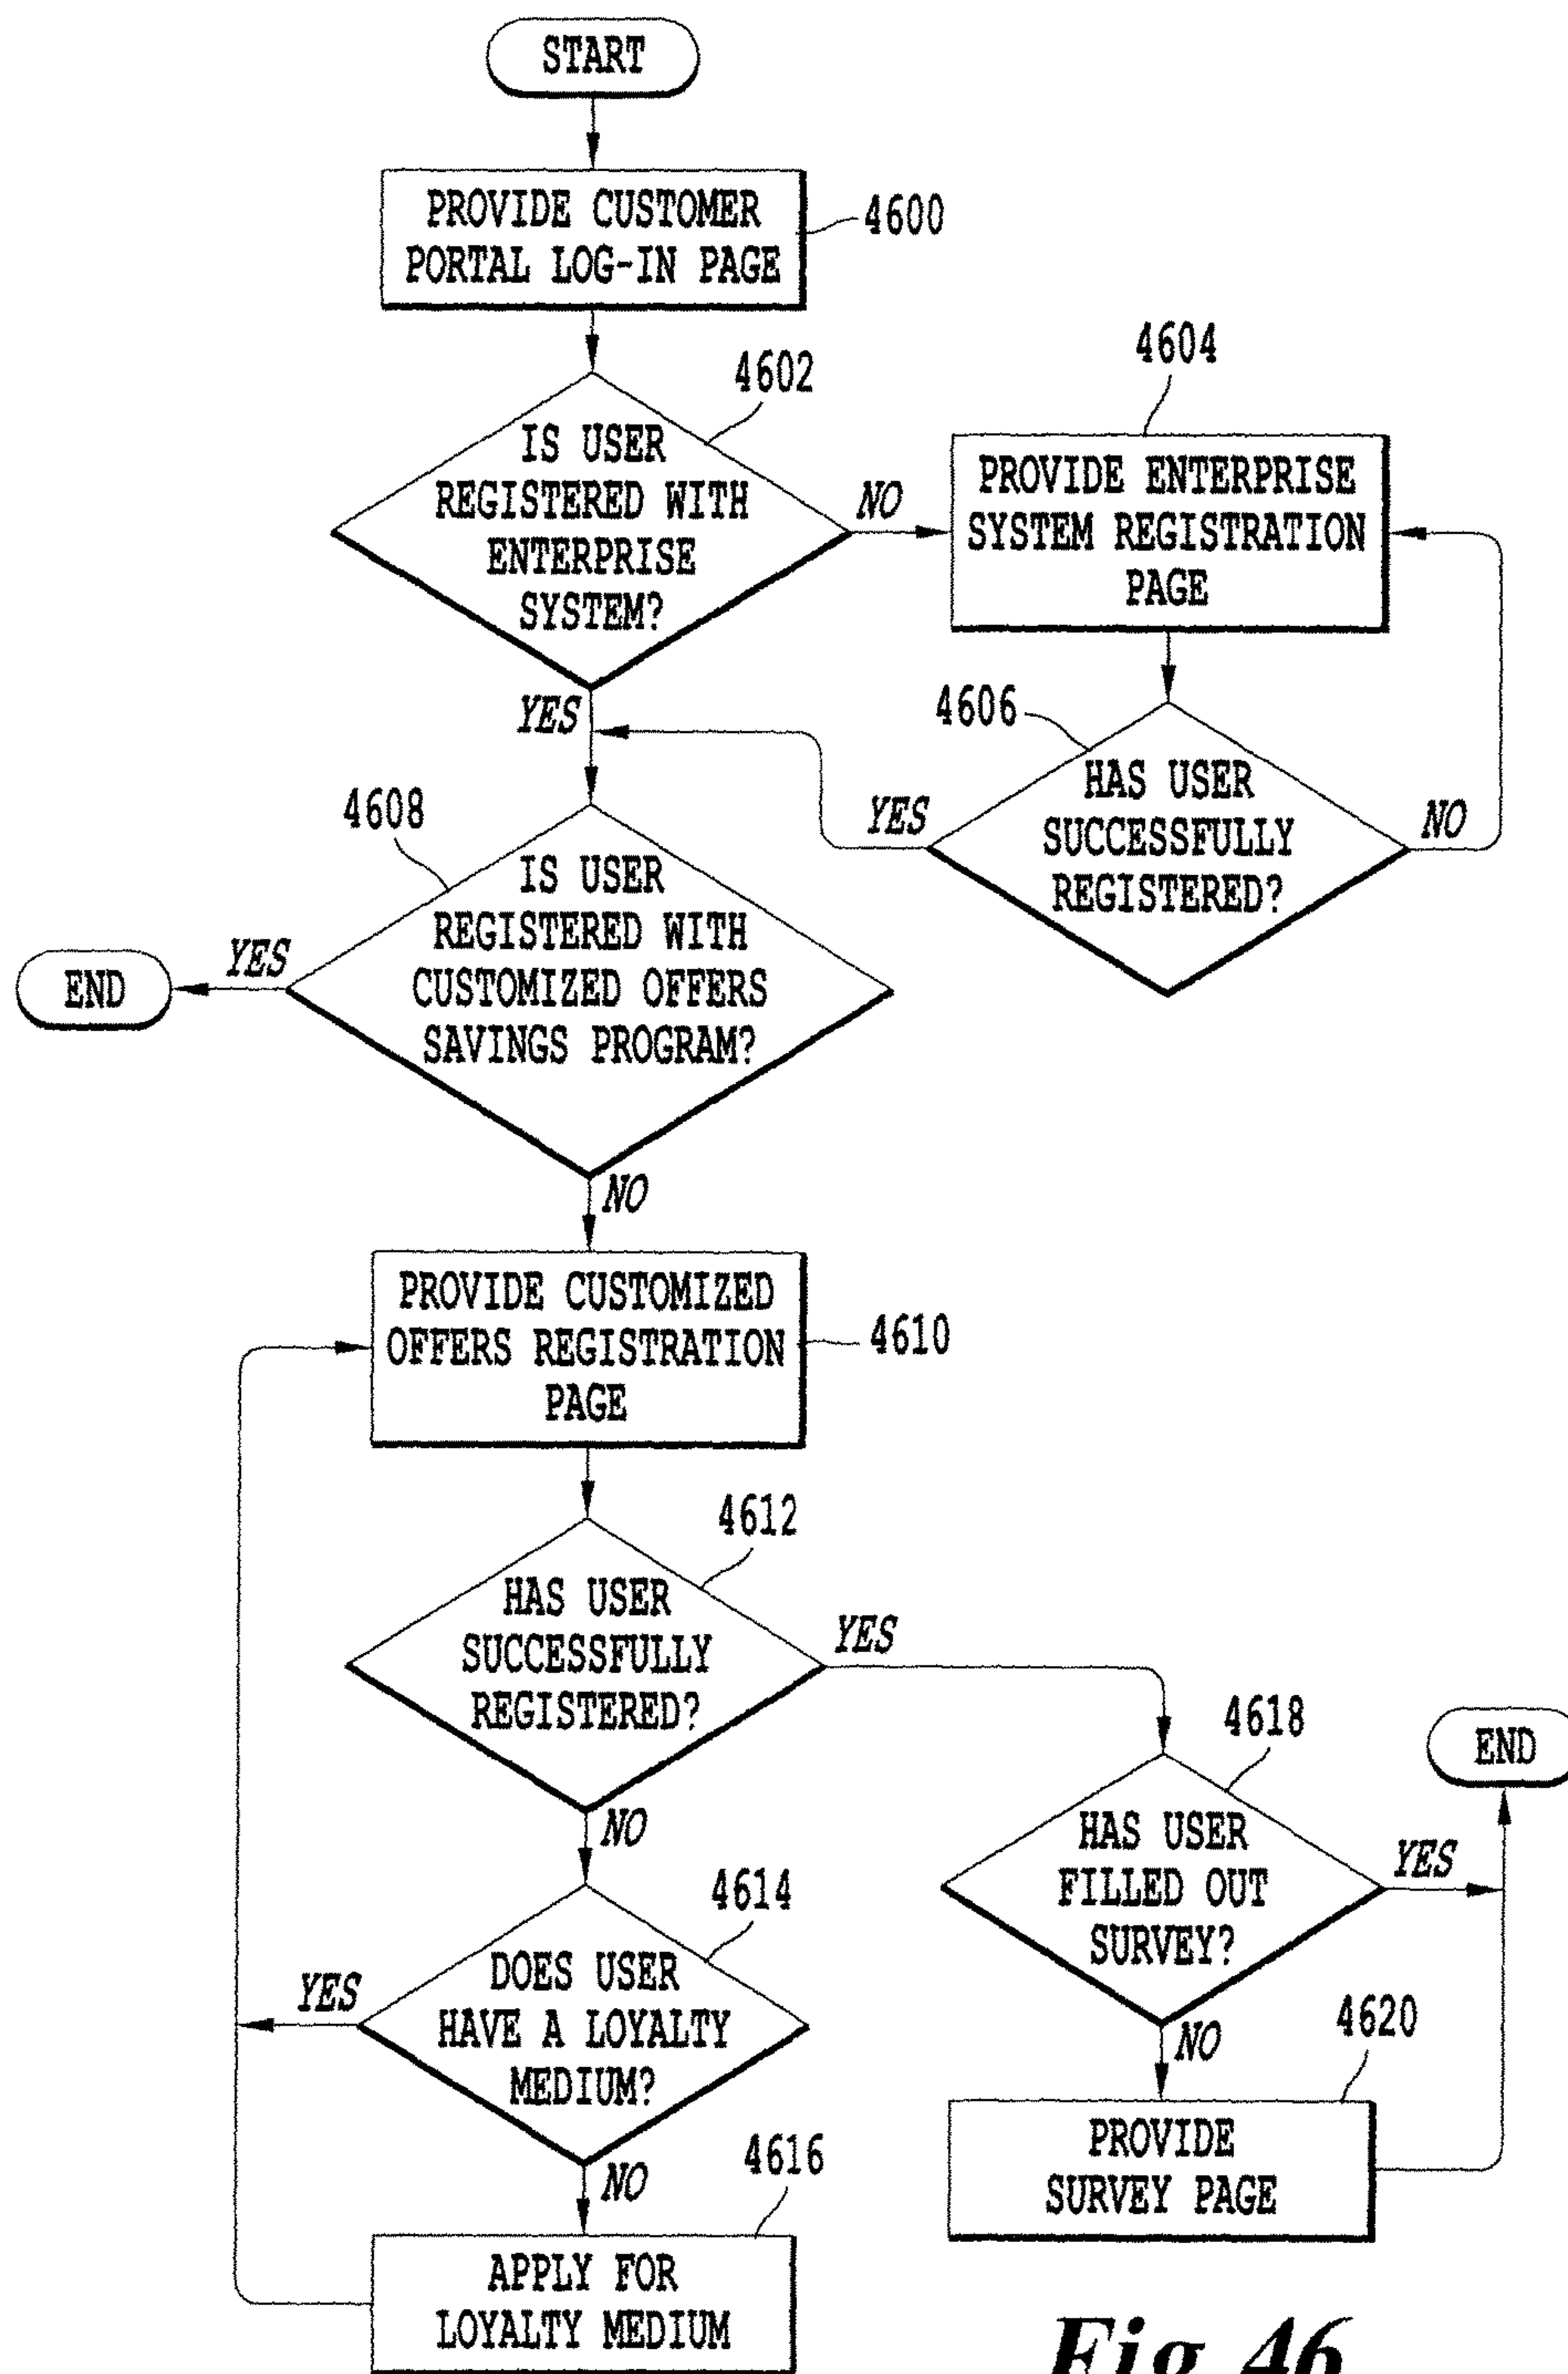 START
PROVIDE CUSTOMER
PORTAL LOG-IN PAGE
4600
4602
IS USER
REGISTERED WITH
ENTERPRISE
SYSTEM?
NO
4604
PROVIDE ENTERPRISE
SYSTEM REGISTRATION
PAGE
YES
4606
HAS USER
SUCCESSFULLY
REGISTERED?
YES
NO
4608
IS USER
REGISTERED WITH
CUSTOMIZED OFFERS
SAVINGS PROGRAM?
YES
END
NO
PROVIDE CUSTOMIZED
OFFERS REGISTRATION
PAGE
4610
4612
HAS USER
SUCCESSFULLY
REGISTERED?
YES
NO
4614
DOES USER
HAVE A LOYALTY
MEDIUM?
YES
NO
4616
APPLY FOR
LOYALTY MEDIUM
4618
HAS USER
FILLED OUT
SURVEY?
YES
END
NO
4620
PROVIDE
SURVEY PAGE
Fig. 46